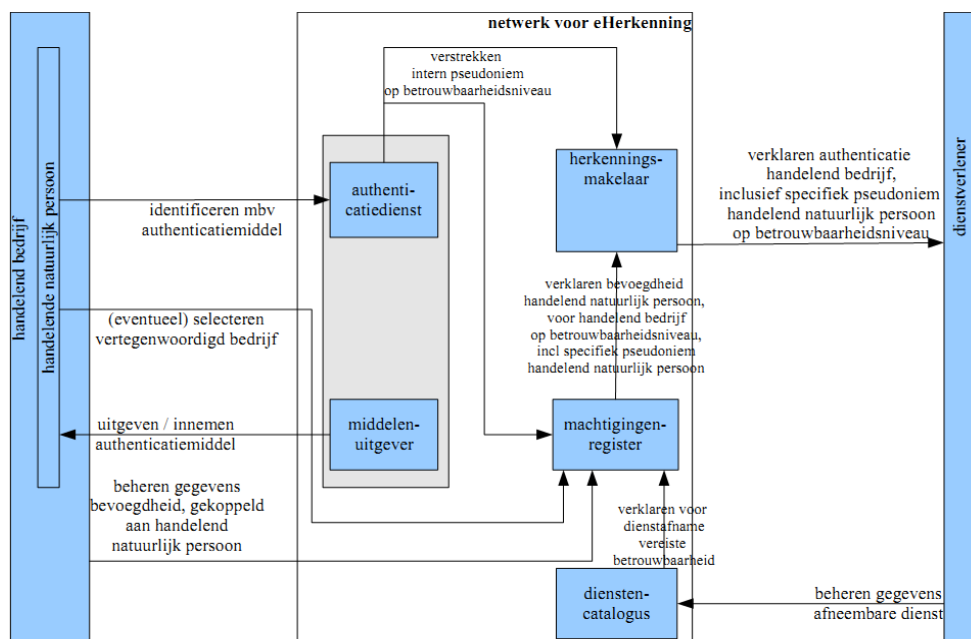 netwerk voor eHerkenning
handelend bedrijf
handelende natuurlijk persoon
dienstverlener
verstrekken
intern pseudoniem
op betrouwbaarheidsniveau
authenti-
catiedienst
herkennings-
makelaar
identificeren mbv
authenticatiemiddel
verklaren authenticatie
handelend bedrijf,
inclusief specifiek pseudoniem
handelend natuurlijk persoon
op betrouwbaarheidsniveau
(eventueel) selecteren
vertegenwoordigd bedrijf
verklaren bevoegdheid
handelend natuurlijk persoon,
voor handelend bedrijf
op betrouwbaarheidsniveau,
incl specifiek pseudoniem
handelend natuurlijk persoon
uitgeven / innemen
authenticatiemiddel
middelen-
uitgever
machtigingen-
register
beheren gegevens
bevoegdheid, gekoppeld
aan handelend
natuurlijk persoon
verklaren voor
dienstafname
vereiste
betrouwbaarheid
diensten-
catalogus
beheren gegevens
afneembare dienst